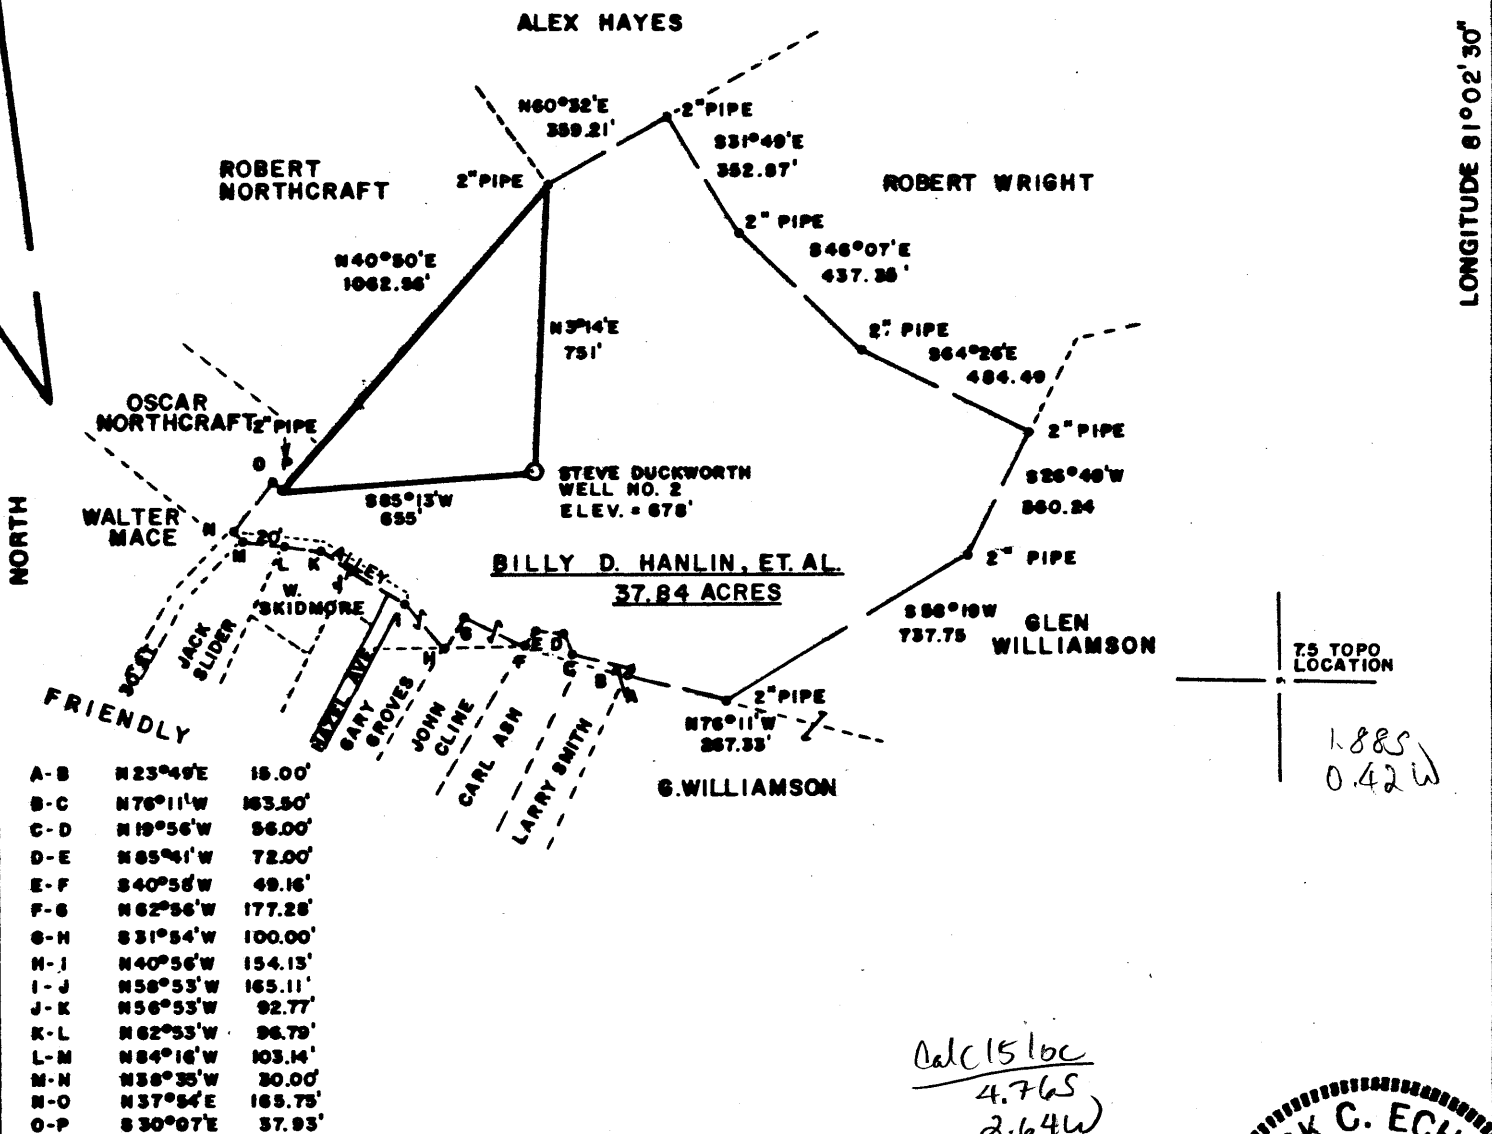 ALEX HAYES
LONGITUDE 81°02'30"
N60°32'E
359.21'
2" PIPE
S31°49'E
352.87'
ROBERT
NORTHCRAFT
2" PIPE
ROBERT WRIGHT
2" PIPE
S46°07'E
437.36'
N40°50'E
1062.56'
N3°14'E
751'
2" PIPE
S64°26'E
484.49
OSCAR
NORTHCRAFT
2" PIPE
O P
2" PIPE
STEVE DUCKWORTH
WELL NO. 2
ELEV. = 678'
S85°13'W
655'
S26°40'W
360.24
NORTH
WALTER
MACE
N
M
20'
ALLEY
L K J
BILLY D. HANLIN, ET. AL.
37.84 ACRES
2" PIPE
W.
SKIDMORE
JACK
SLIDER
I
H
G
F
E D
C
B
A
S58°19'W
737.75
GLEN
WILLIAMSON
7.5 TOPO
LOCATION
30' ST.
FRIENDLY
HAZEL AVE.
GARY
GROVES
JOHN
CLINE
CARL ASH
LARRY SMITH
2" PIPE
N76°11'W
267.33'
G. WILLIAMSON
1.88S
0.42W
A-B N23°49'E 15.00'
B-C N76°11'W 163.50'
C-D N19°56'W 56.00'
D-E N85°41'W 72.00'
E-F S40°58'W 49.16'
F-G N62°56'W 177.28'
G-H S31°54'W 100.00'
H-I N40°56'W 154.13'
I-J N58°53'W 165.11'
J-K N56°53'W 92.77'
K-L N62°53'W 96.79'
L-M N84°16'W 103.14'
M-N N38°35'W 30.00'
N-O N37°54'E 165.75'
O-P S30°07'E 37.93'
Calc 15 loc
4.76S
2.64W
C. ECH